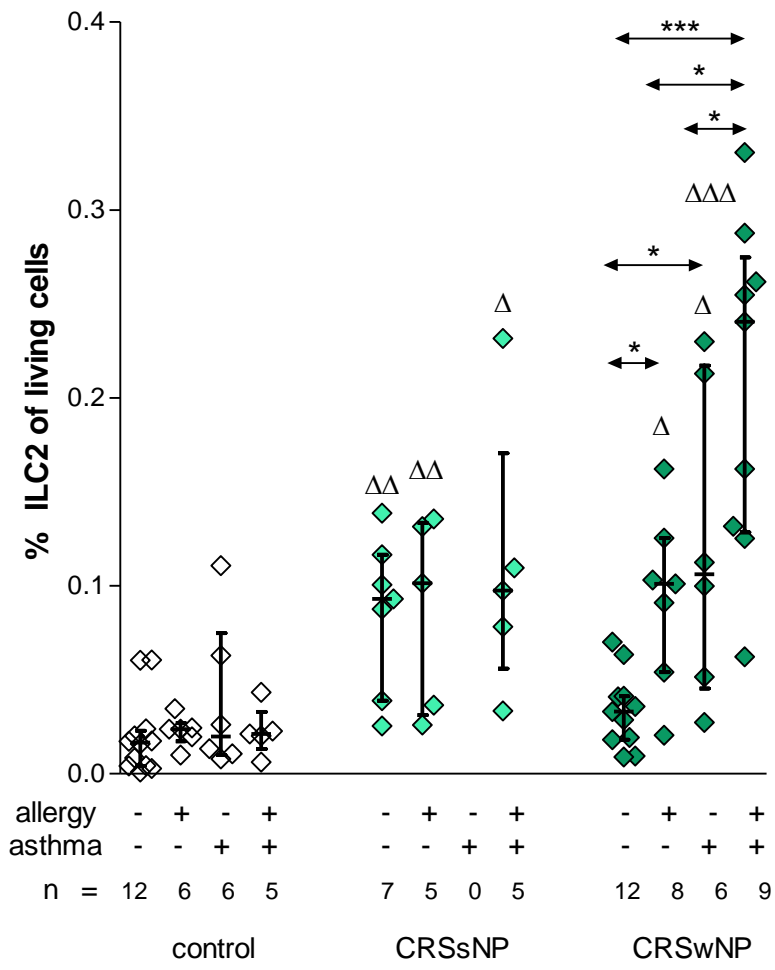 % ILC2 of living cells
0.4
0.3
0.2
0.1
0.0
***
*
*
ΔΔΔ
*
Δ
Δ
*
Δ
ΔΔ ΔΔ
allergy - + - + - + - + - + - +
asthma - - + + - - + + - - + +
n = 12 6 6 5 7 5 0 5 12 8 6 9
control CRSsNP CRSwNP